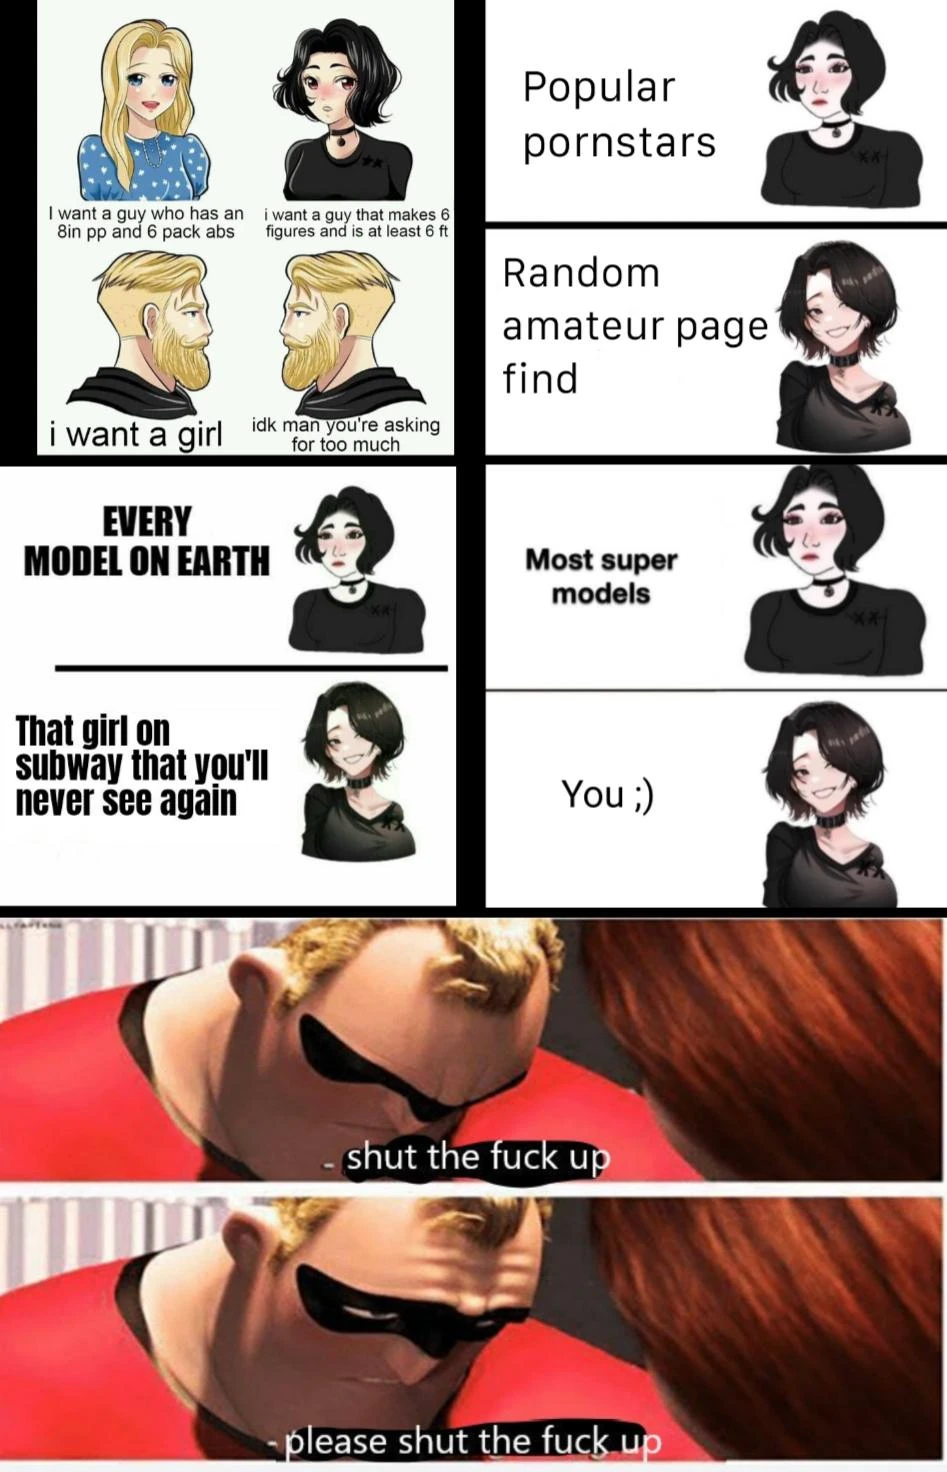 I want a guy who has an
8in pp and 6 pack abs
i want a guy that makes 6
figures and is at least 6 ft
i want a girl
idk man you're asking
for too much
Popular
pornstars
Random
amateur page
find
EVERY
MODEL ON EARTH
That girl on
subway that you'll
never see again
Most super
models
You ;)
- shut the fuck up
- please shut the fuck up